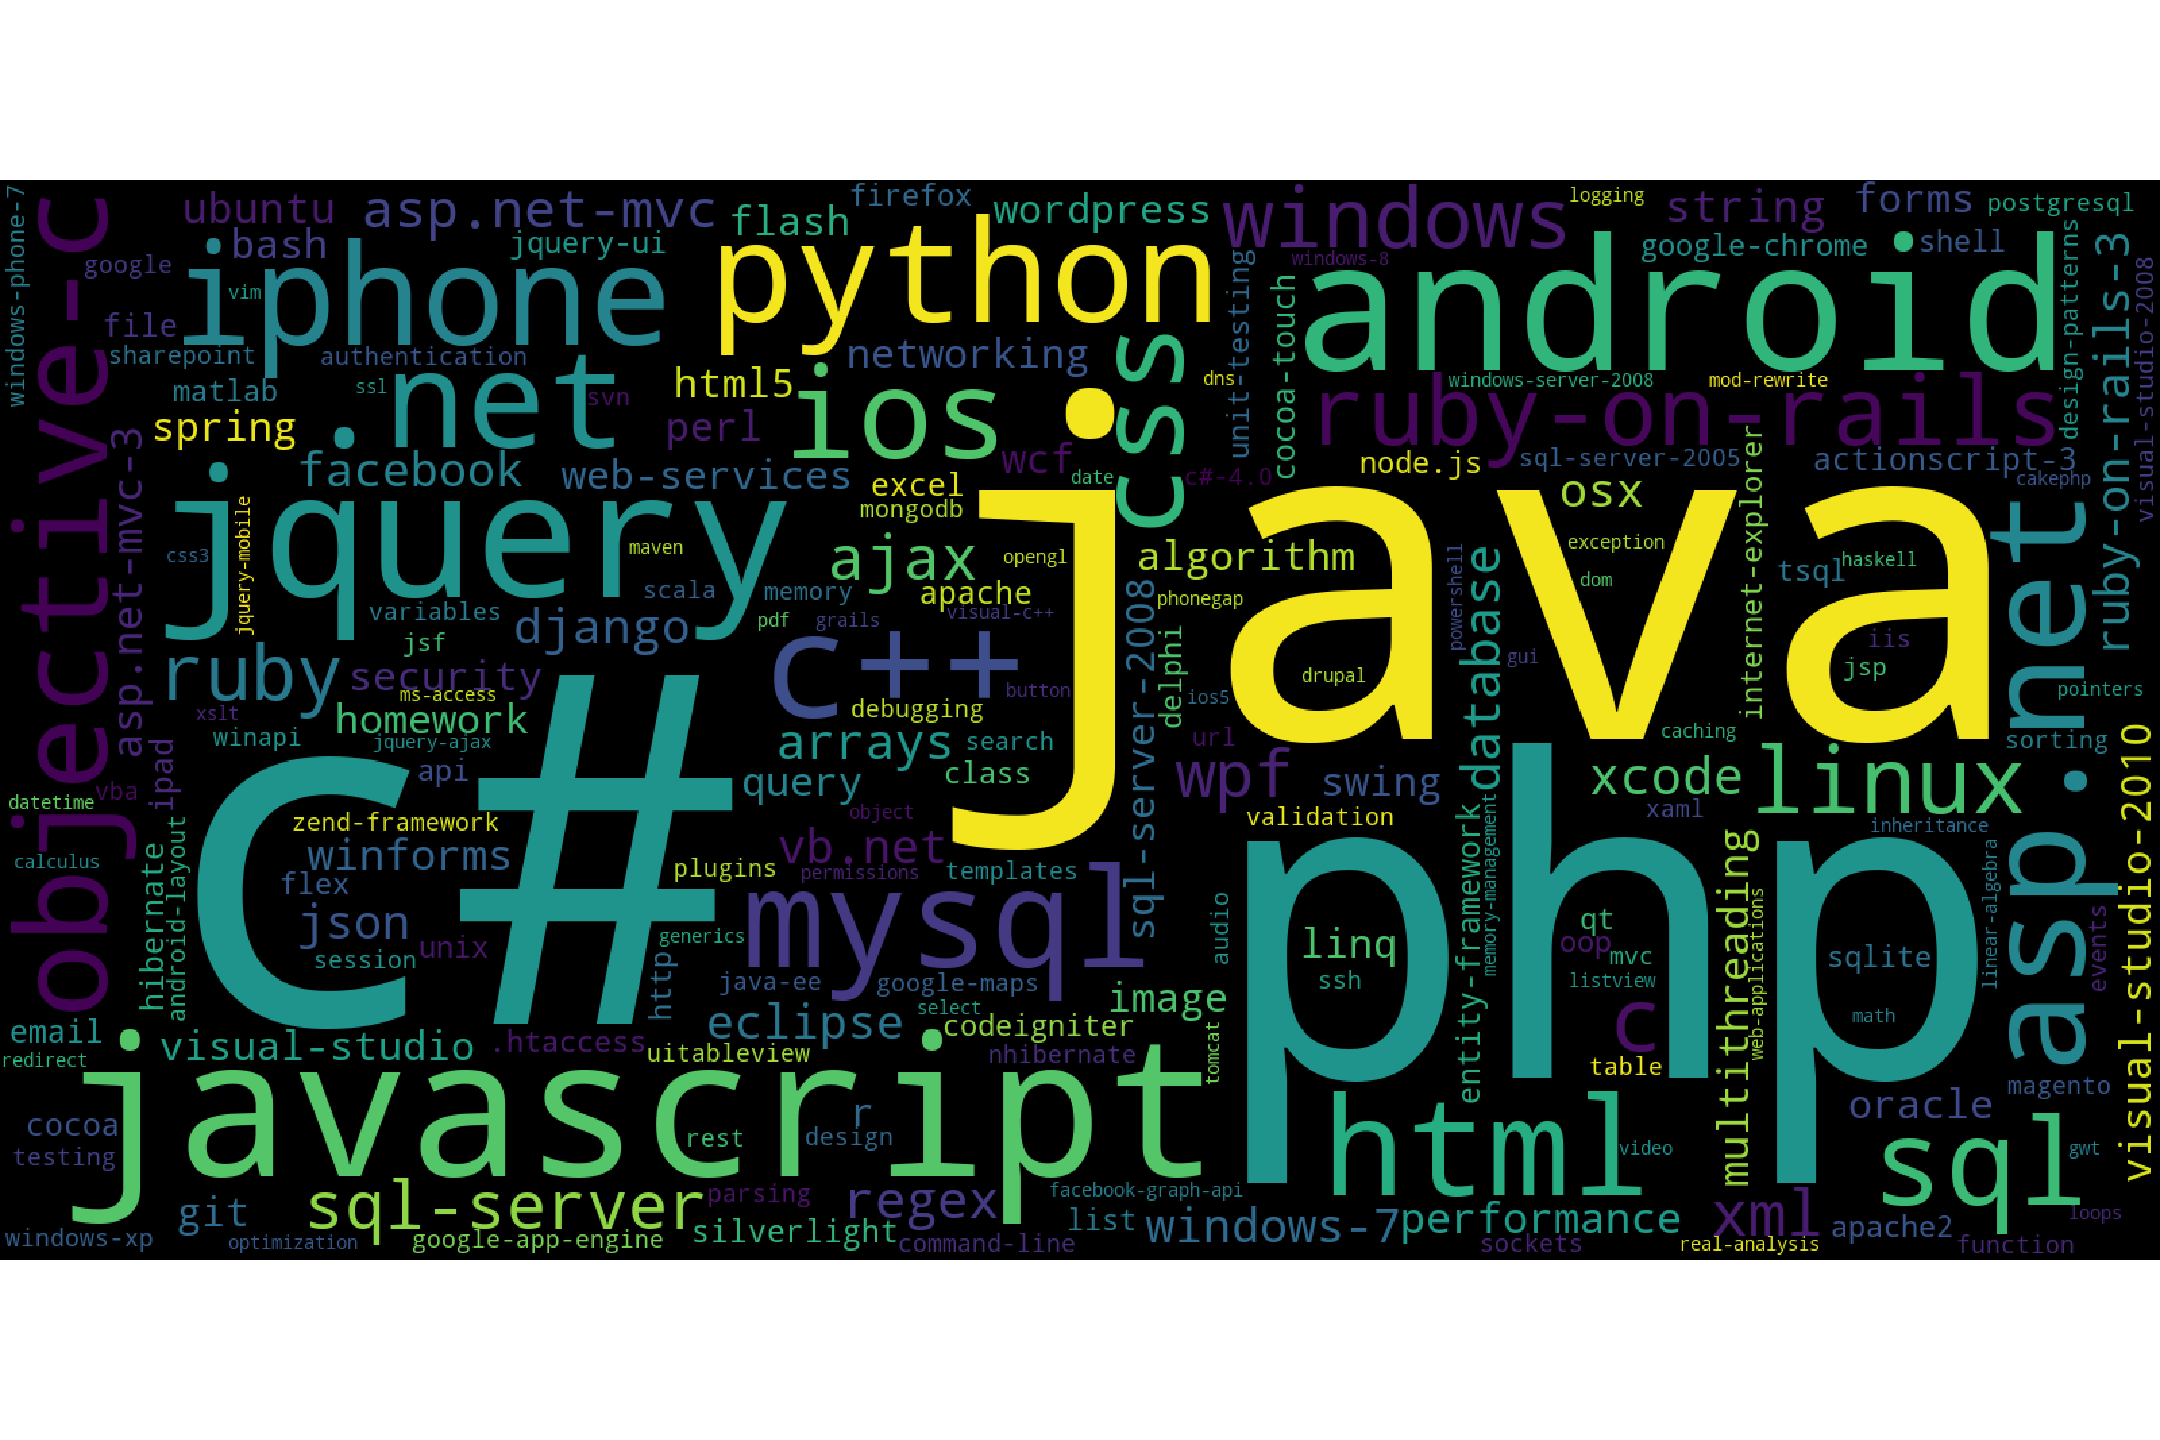 windows-phone-7
objective-c
ubuntu
asp.net-mvc
firefox
flash
wordpress
windows
logging
string
forms
postgresql
bash
jquery-ui
python
google-chrome
shell
google
iphone
vim
file
unit-testing
windows-8
cocoa-touch
android
design-patterns
ruby-on-rails-3
visual-studio-2008
sharepoint
authentication
networking
css
matlab
ssl
.net
svn
html5
ios
dns
windows-server-2008
mod-rewrite
ruby-on-rails
spring
perl
asp.net-mvc-3
facebook
web-services
wcf
date
c#-4.0
node.js
sql-server-2005
actionscript-3
cakephp
jquery
excel
mongodb
java
osx
internet-explorer
asp.net
css3
jquery-mobile
maven
ajax
opengl
algorithm
exception
dom
tsql
haskell
variables
scala
memory
apache
phonegap
powershell
database
jsf
django
pdf
grails
visual-c++
sql-server-2008
delphi
gui
iis
jsp
ruby
security
c++
button
ios5
drupal
pointers
ms-access
debugging
xslt
homework
winapi
jquery-ajax
arrays
search
url
caching
sorting
visual-studio-2010
ipad
api
c#
query
class
wpf
swing
xcode
linux
datetime
vba
object
validation
xaml
zend-framework
php
inheritance
calculus
hibernate
android-layout
winforms
plugins
vb.net
permissions
templates
entity-framework
memory-management
multithreading
web-applications
linear-algebra
flex
json
unix
generics
mysql
audio
linq
qt
oop
mvc
sqlite
events
session
http
java-ee
google-maps
ssh
listview
image
select
c
math
email
redirect
visual-studio
.htaccess
uitableview
eclipse
codeigniter
nhibernate
tomcat
table
magento
javascript
html
cocoa
testing
rest
r
design
video
oracle
sql
gwt
git
sql-server
parsing
regex
facebook-graph-api
list
windows-7
performance
xml
apache2
loops
windows-xp
optimization
google-app-engine
silverlight
command-line
sockets
real-analysis
function